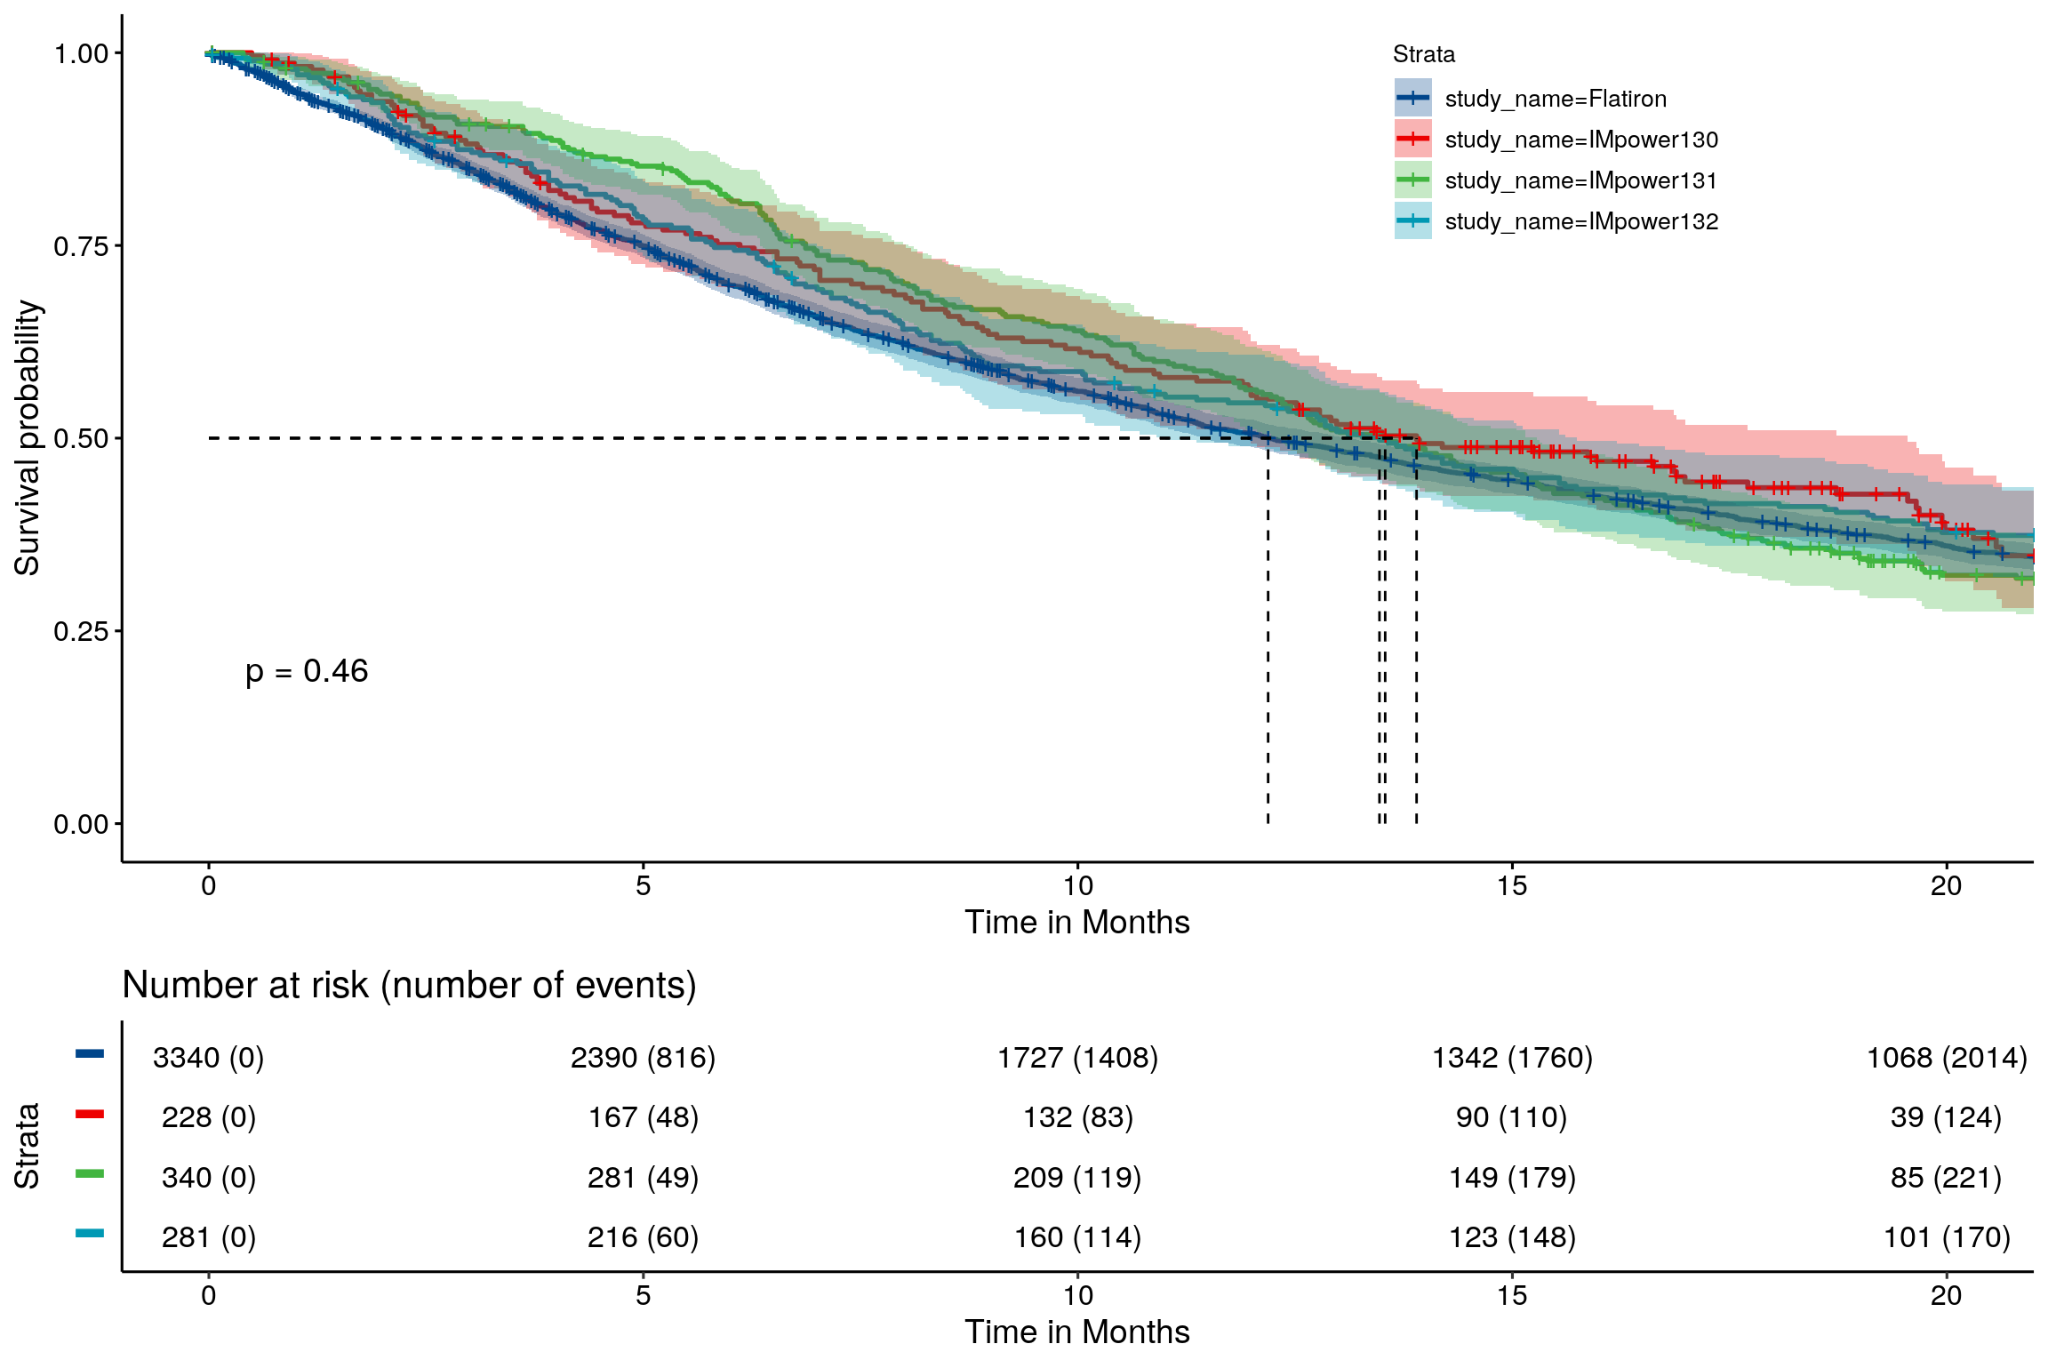 Strata
study_name=Flatiron
study_name=IMpower130
study_name=IMpower131
study_name=IMpower132
Survival probability
1.00
0.75
0.50
0.25
0.00
p = 0.46
0 5 10 15 20
Time in Months
Number at risk (number of events)
Strata
3340 (0) 2390 (816) 1727 (1408) 1342 (1760) 1068 (2014)
228 (0) 167 (48) 132 (83) 90 (110) 39 (124)
340 (0) 281 (49) 209 (119) 149 (179) 85 (221)
281 (0) 216 (60) 160 (114) 123 (148) 101 (170)
0 5 10 15 20
Time in Months